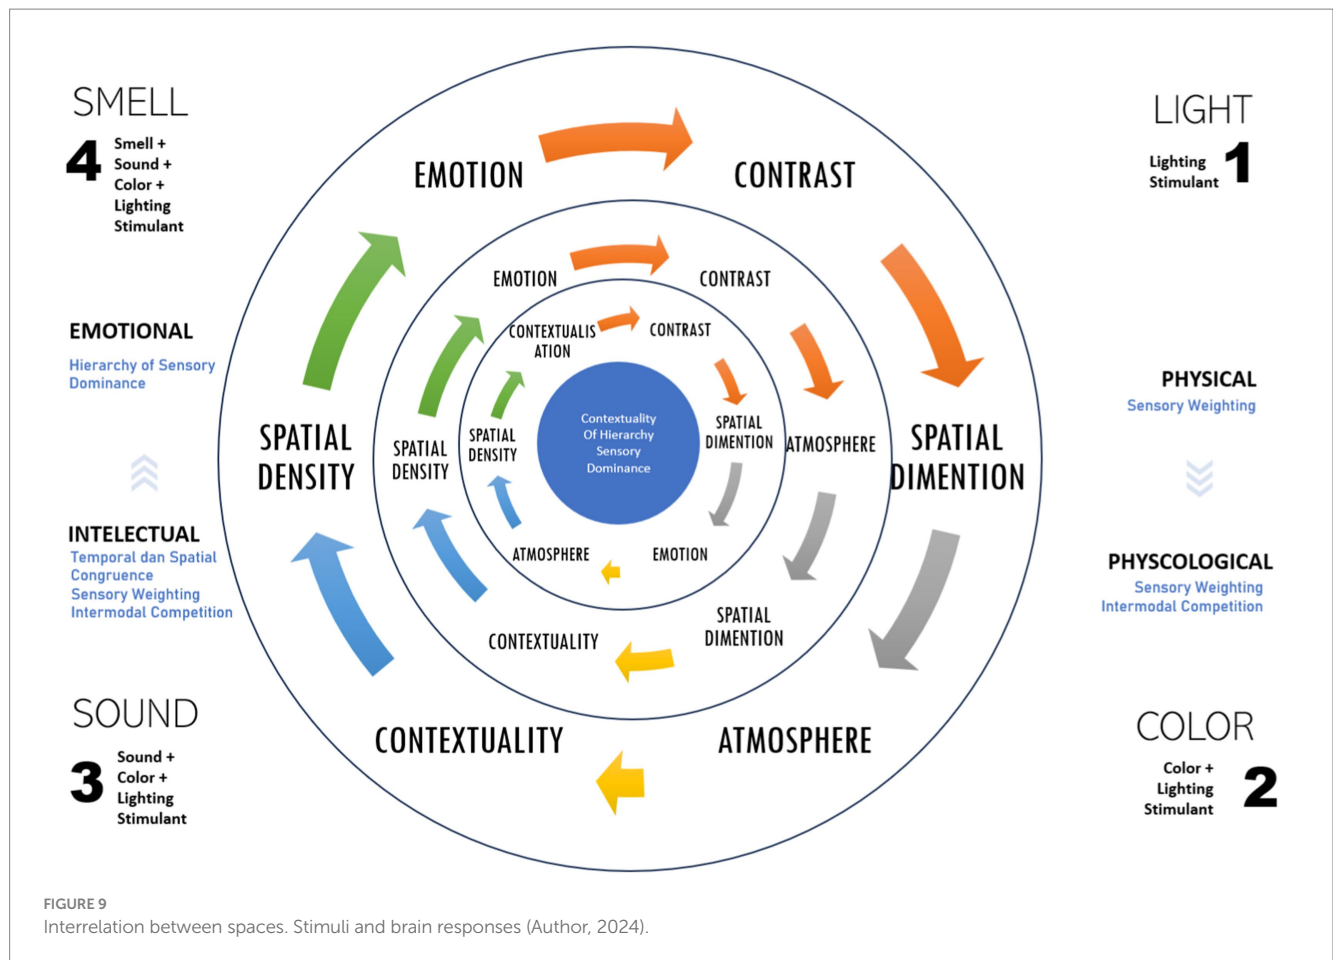 SMELL
4
Smell +
Sound +
Color +
Lighting
Stimulant
EMOTIONAL
Hierarchy of Sensory
Dominance
INTELECTUAL
Temporal dan Spatial
Congruence
Sensory Weighting
Intermodal Competition
SOUND
3
Sound +
Color +
Lighting
Stimulant
EMOTION
CONTRAST
SPATIAL
DIMENTION
ATMOSPHERE
CONTEXTUALITY
SPATIAL
DENSITY
EMOTION
CONTRAST
ATMOSPHERE
SPATIAL
DIMENTION
CONTEXTUALITY
SPATIAL
DENSITY
CONTEXTUALIS
ATION
CONTRAST
SPATIAL
DIMENTION
EMOTION
ATMOSPHERE
SPATIAL
DENSITY
Contextuality
Of Hierarchy
Sensory
Dominance
LIGHT
Lighting
Stimulant
1
PHYSICAL
Sensory Weighting
PHYSCOLOGICAL
Sensory Weighting
Intermodal Competition
COLOR
Color +
Lighting
Stimulant
2
FIGURE 9
Interrelation between spaces. Stimuli and brain responses (Author, 2024).